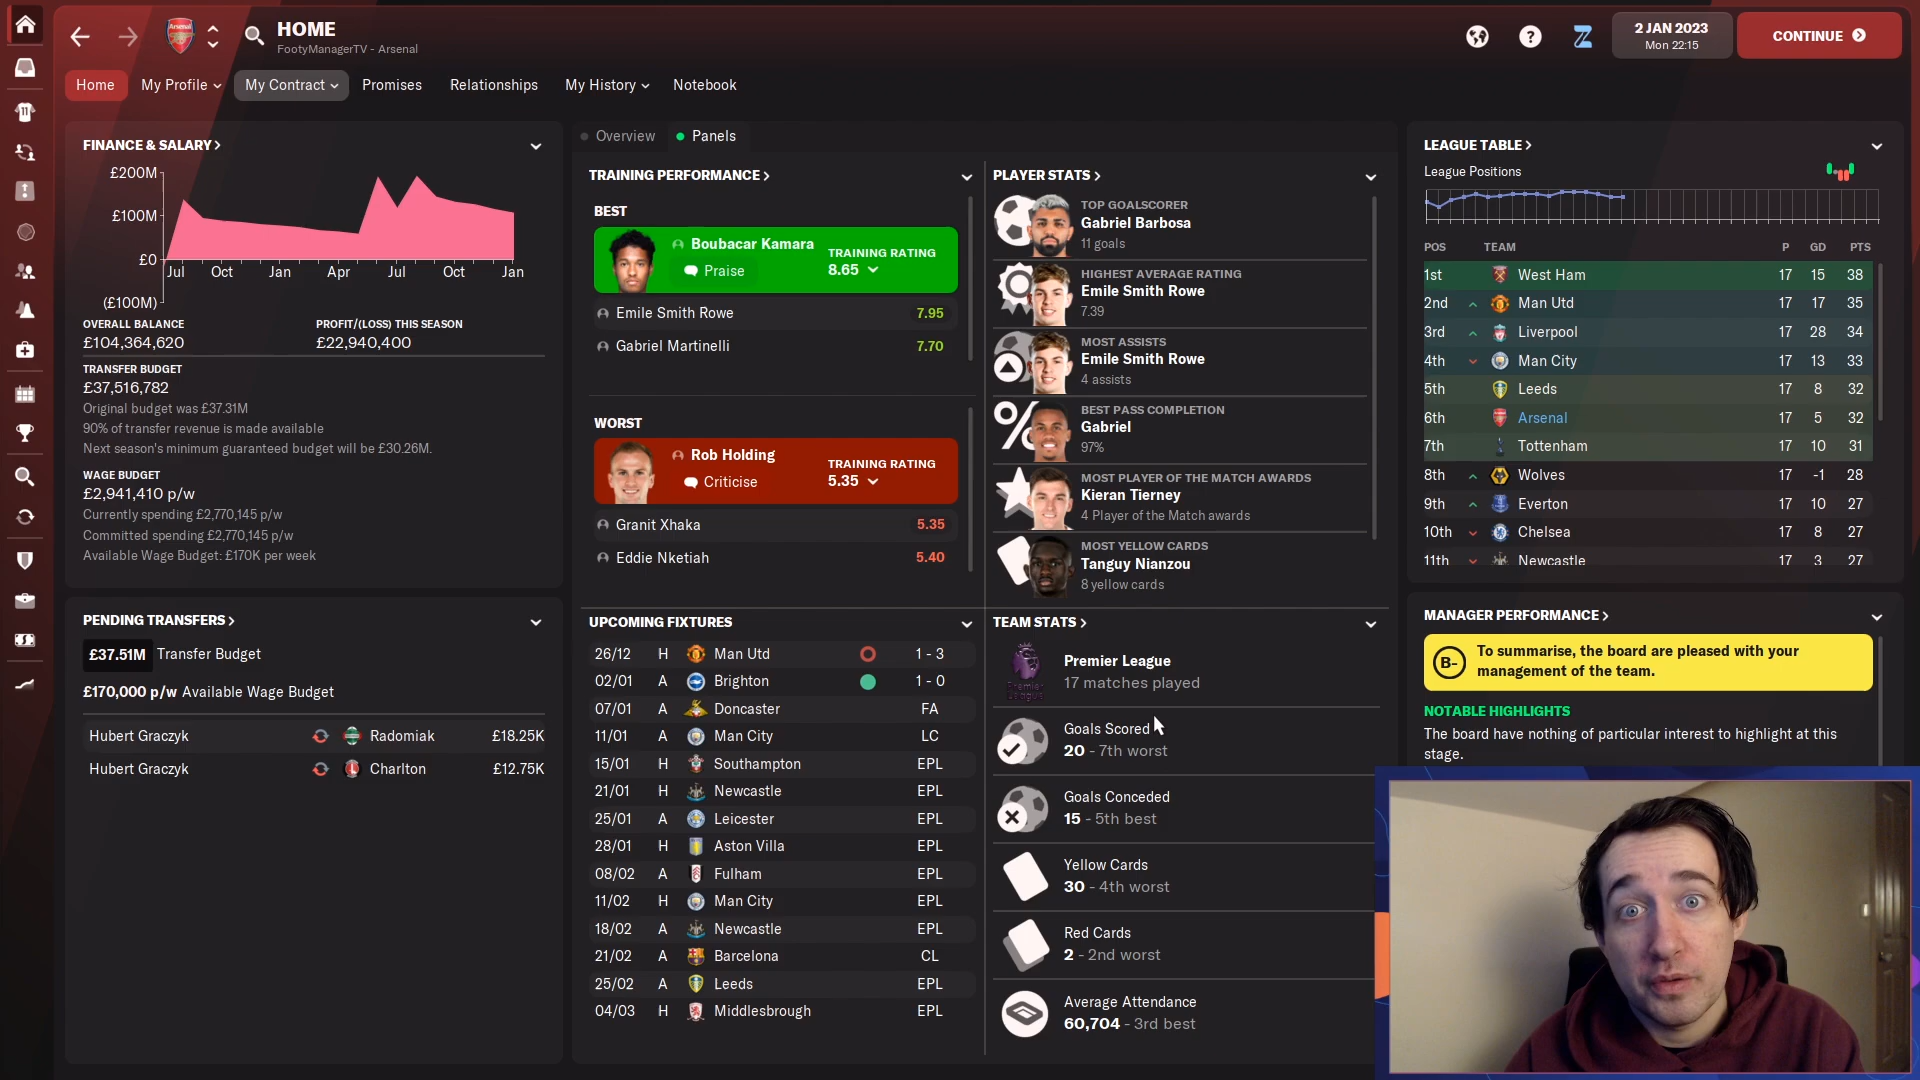 HOME
FootyManagerTV - Arsenal
2 JAN 2023
Mon 22:15
CONTINUE
Home
My Profile
My Contract
Promises
Relationships
My History
Notebook
FINANCE & SALARY
£200M
£100M
£0
(£100M)
Jul Oct Jan Apr Jul Oct Jan
OVERALL BALANCE
£104,364,620
PROFIT/(LOSS) THIS SEASON
£22,940,400
TRANSFER BUDGET
£37,516,782
Original budget was £37.31M
90% of transfer revenue is made available
Next season's minimum guaranteed budget will be £30.26M.
WAGE BUDGET
£2,941,410 p/w
Currently spending £2,770,145 p/w
Committed spending £2,770,145 p/w
Available Wage Budget: £170K per week
PENDING TRANSFERS
£37.51M Transfer Budget
£170,000 p/w Available Wage Budget
Hubert Graczyk Radomiak £18.25K
Hubert Graczyk Charlton £12.75K
Overview
Panels
TRAINING PERFORMANCE
BEST
Boubacar Kamara
Praise
TRAINING RATING
8.65
Emile Smith Rowe 7.95
Gabriel Martinelli 7.70
WORST
Rob Holding
Criticise
TRAINING RATING
5.35
Granit Xhaka 5.35
Eddie Nketiah 5.40
UPCOMING FIXTURES
26/12 H Man Utd 1 - 3
02/01 A Brighton 1 - 0
07/01 A Doncaster FA
11/01 A Man City LC
15/01 H Southampton EPL
21/01 H Newcastle EPL
25/01 A Leicester EPL
28/01 H Aston Villa EPL
08/02 A Fulham EPL
11/02 H Man City EPL
18/02 A Newcastle EPL
21/02 A Barcelona CL
25/02 A Leeds EPL
04/03 H Middlesbrough EPL
PLAYER STATS
TOP GOALSCORER
Gabriel Barbosa
11 goals
HIGHEST AVERAGE RATING
Emile Smith Rowe
7.39
MOST ASSISTS
Emile Smith Rowe
4 assists
BEST PASS COMPLETION
Gabriel
97%
MOST PLAYER OF THE MATCH AWARDS
Kieran Tierney
4 Player of the Match awards
MOST YELLOW CARDS
Tanguy Nianzou
8 yellow cards
TEAM STATS
Premier League
17 matches played
Goals Scored
20 - 7th worst
Goals Conceded
15 - 5th best
Yellow Cards
30 - 4th worst
Red Cards
2 - 2nd worst
Average Attendance
60,704 - 3rd best
LEAGUE TABLE
League Positions
POS TEAM P GD PTS
1st West Ham 17 15 38
2nd Man Utd 17 17 35
3rd Liverpool 17 28 34
4th Man City 17 13 33
5th Leeds 17 8 32
6th Arsenal 17 5 32
7th Tottenham 17 10 31
8th Wolves 17 -1 28
9th Everton 17 10 27
10th Chelsea 17 8 27
11th Newcastle 17 3 27
MANAGER PERFORMANCE
B-
To summarise, the board are pleased with your
management of the team.
NOTABLE HIGHLIGHTS
The board have nothing of particular interest to highlight at this
stage.